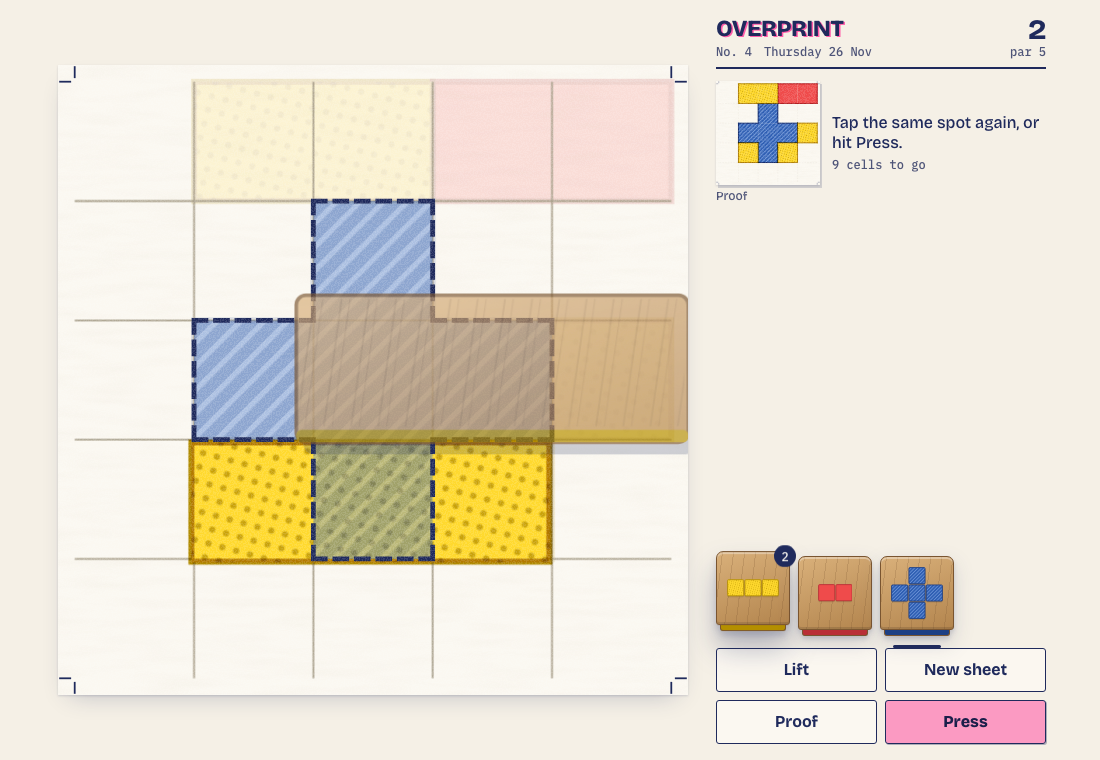 OVERPRINT
2
No. 4 Thursday 26 Nov
par 5
Tap the same spot again, or
hit Press.
9 cells to go
Proof
2
Lift
New sheet
Proof
Press